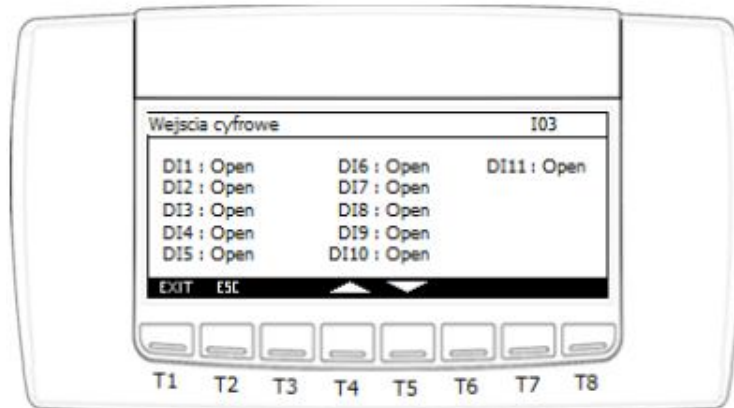 Wejscia cyfrowe I03
DI1 : Open DI6 : Open DI11 : Open
DI2 : Open DI7 : Open
DI3 : Open DI8 : Open
DI4 : Open DI9 : Open
DI5 : Open DI10 : Open
EXIT ESC
T1 T2 T3 T4 T5 T6 T7 T8